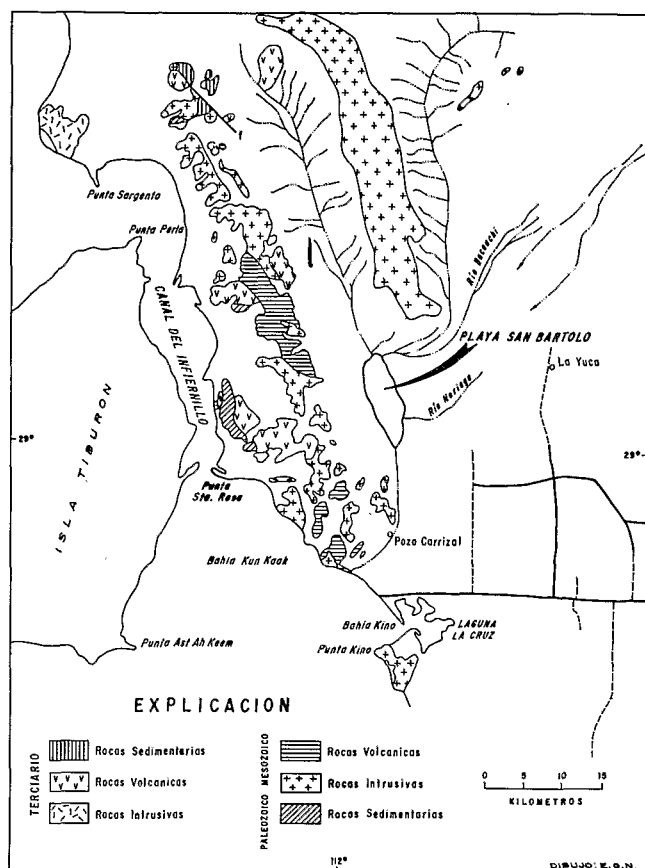 f
Punta Sargento
Punta Perla
CANAL DEL INFIERNILLO
Río Bacoachi
PLAYA SAN BARTOLO
La Yuca
Río Noriega
29°
29°
ISLA TIBURON
Punta
Sta. Rosa
Pozo Carrizal
Bahia Kun Kaak
Bahia Kino
LAGUNA
LA CRUZ
Punta Kino
Punta Ast Ah Keem
EXPLICACION
TERCIARIO
Rocas Sedimentarias
Rocas Volcanicas
Rocas Intrusivas
PALEOZOICO MESOZOICO
Rocas Volcanicas
Rocas Intrusivas
Rocas Sedimentarias
0 5 10 15
KILOMETROS
112°
DIBUJO: E.G.N.